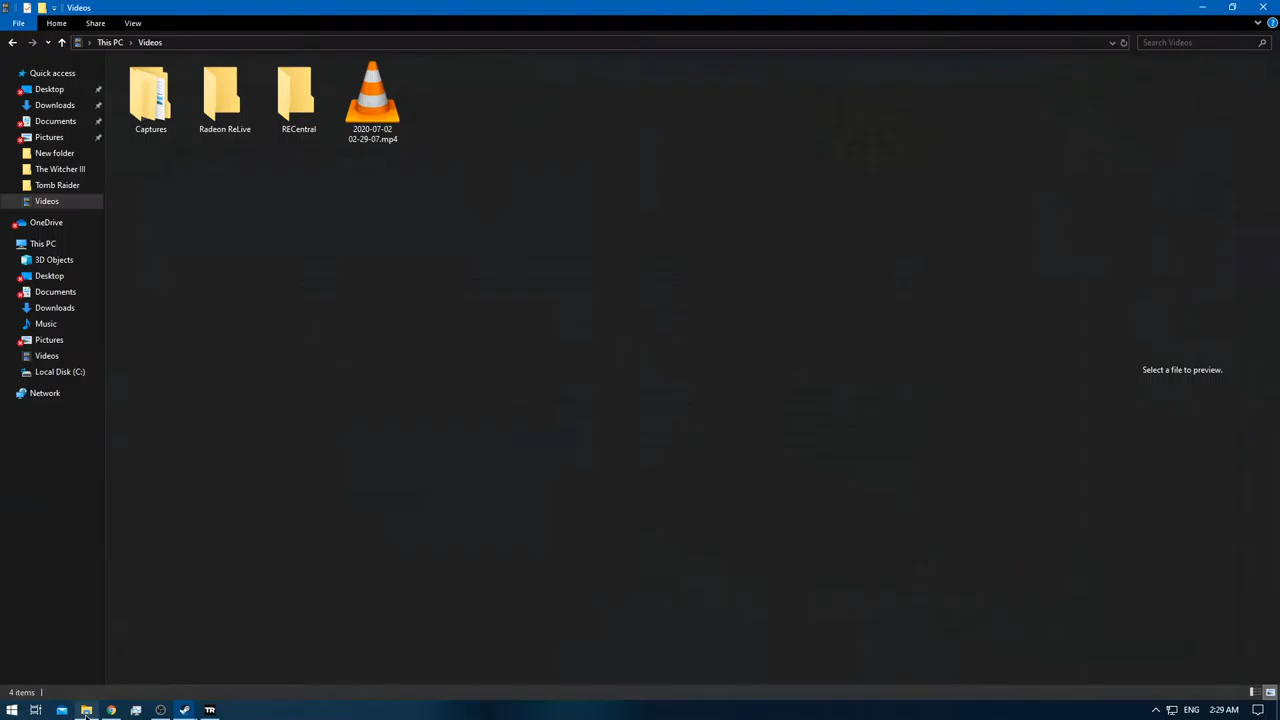 Videos
File Home Share View
This PC Videos Search Videos
Quick access
Desktop
Downloads
Documents
Pictures
New folder
The Witcher III
Tomb Raider
Videos
OneDrive
This PC
3D Objects
Desktop
Documents
Downloads
Music
Pictures
Videos
Local Disk (C:)
Network
Captures
Radeon ReLive
RECentral
2020-07-02
02-29-07.mp4
Select a file to preview.
4 items
TR
ENG 2:29 AM